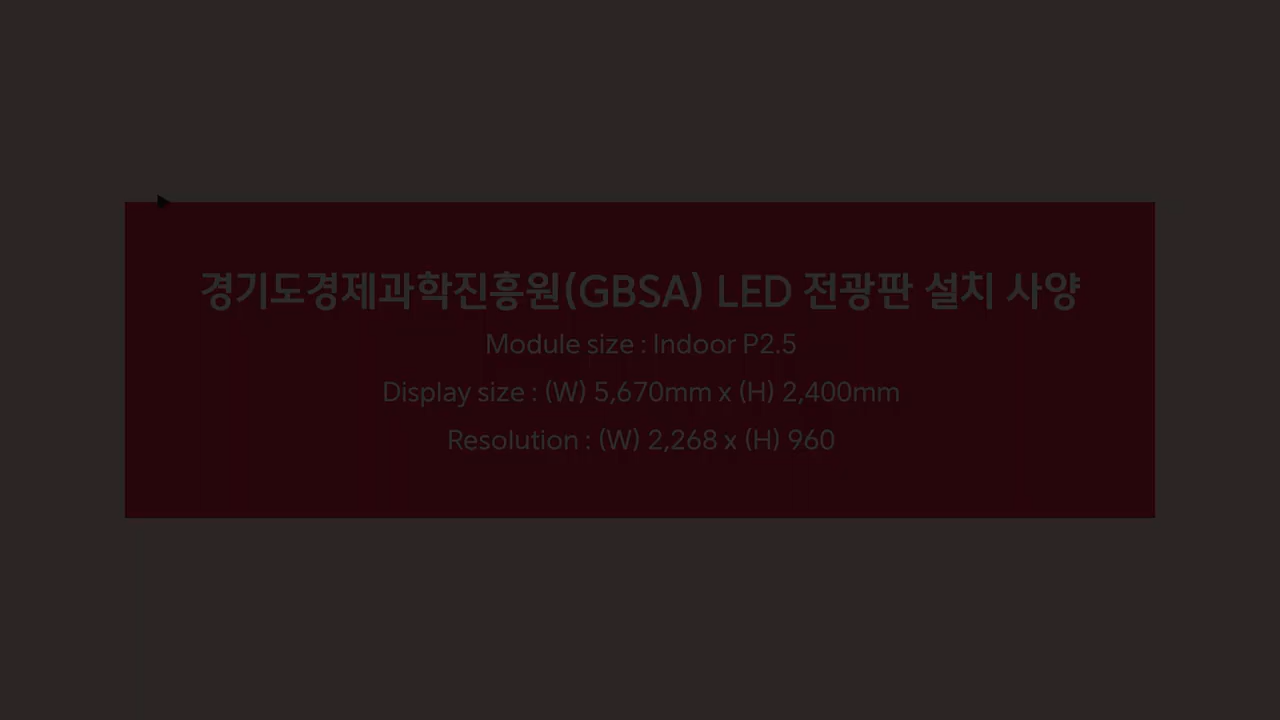 경기도경제과학진흥원(GBSA) LED 전광판 설치 사양
Module size : Indoor P2.5
Display size : (W) 5,670mm x (H) 2,400mm
Resolution : (W) 2,268 x (H) 960